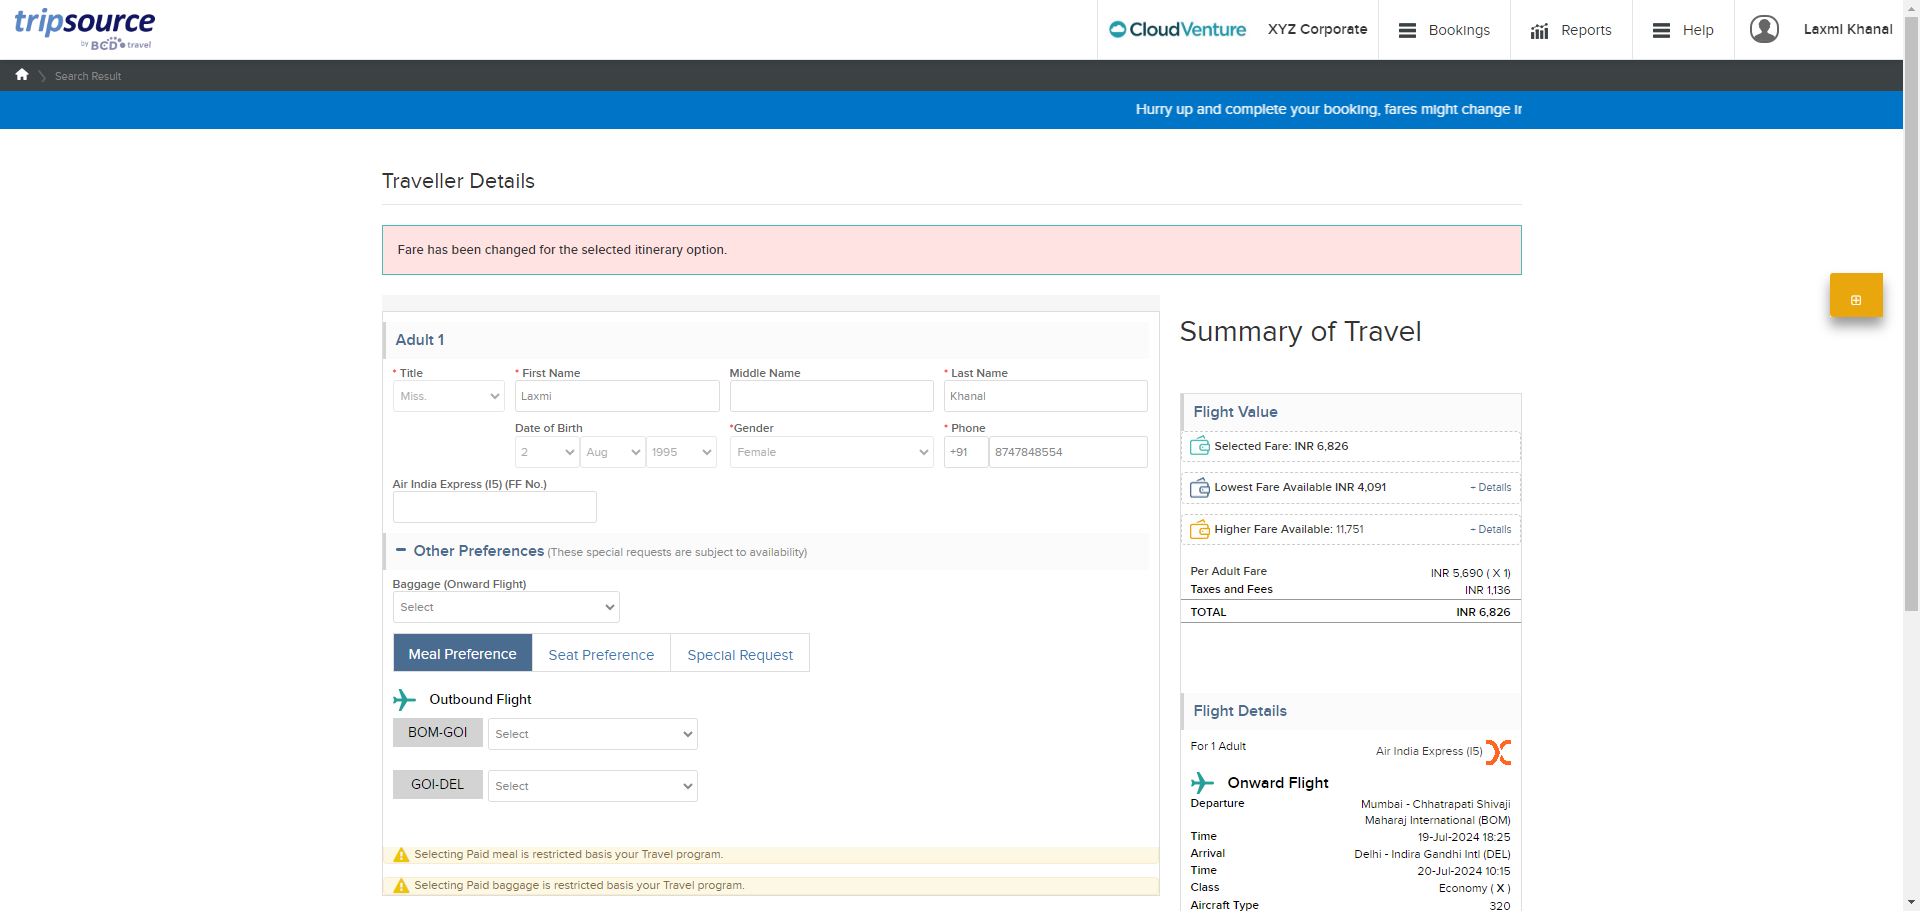 tripsource
by BCD travel
CloudVenture
XYZ Corporate
Bookings
Reports
Help
Laxmi Khanal
Search Result
Hurry up and complete your booking, fares might change in
Traveller Details
Fare has been changed for the selected itinerary option.
Adult 1
* Title
* First Name
Middle Name
* Last Name
Miss.
Laxmi
Khanal
Date of Birth
*Gender
* Phone
2
Aug
1995
Female
+91
8747848554
Air India Express (I5) (FF No.)
Other Preferences (These special requests are subject to availability)
Baggage (Onward Flight)
Select
Meal Preference
Seat Preference
Special Request
Outbound Flight
BOM-GOI
Select
GOI-DEL
Select
Selecting Paid meal is restricted basis your Travel program.
Selecting Paid baggage is restricted basis your Travel program.
Summary of Travel
Flight Value
Selected Fare: INR 6,826
Lowest Fare Available INR 4,091
+ Details
Higher Fare Available: 11,751
+ Details
Per Adult Fare
INR 5,690 ( X 1)
Taxes and Fees
INR 1,136
TOTAL
INR 6,826
Flight Details
For 1 Adult
Air India Express (I5)
Onward Flight
Departure
Mumbai - Chhatrapati Shivaji
Maharaj International (BOM)
Time
19-Jul-2024 18:25
Arrival
Delhi - Indira Gandhi Intl (DEL)
Time
20-Jul-2024 10:15
Class
Economy ( X )
Aircraft Type
320